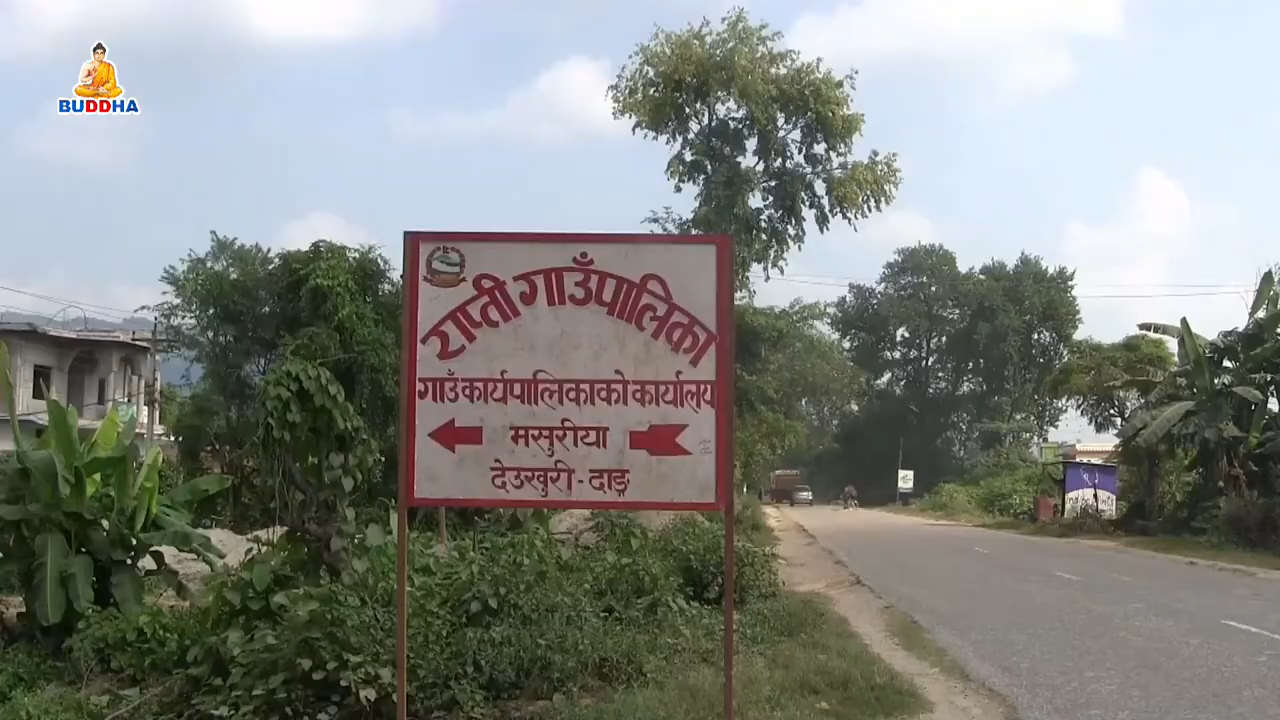 BUDDHA
राप्ती गाउँपालिका
गाउँ कार्यपालिकाको कार्यालय
मसुरीया
देउखुरी - दाङ्ग